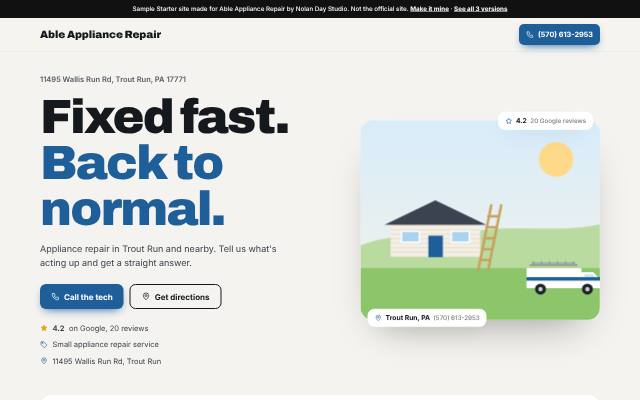 Sample Starter site made for Able Appliance Repair by Nolan Day Studio. Not the official site. Make it mine · See all 3 versions
Able Appliance Repair
(570) 613-2953
11495 Wallis Run Rd, Trout Run, PA 17771
Fixed fast.
Back to
normal.
Appliance repair in Trout Run and nearby. Tell us what's
acting up and get a straight answer.
Call the tech
Get directions
4.2 on Google, 20 reviews
Small appliance repair service
11495 Wallis Run Rd, Trout Run
4.2 20 Google reviews
Trout Run, PA (570) 613-2953